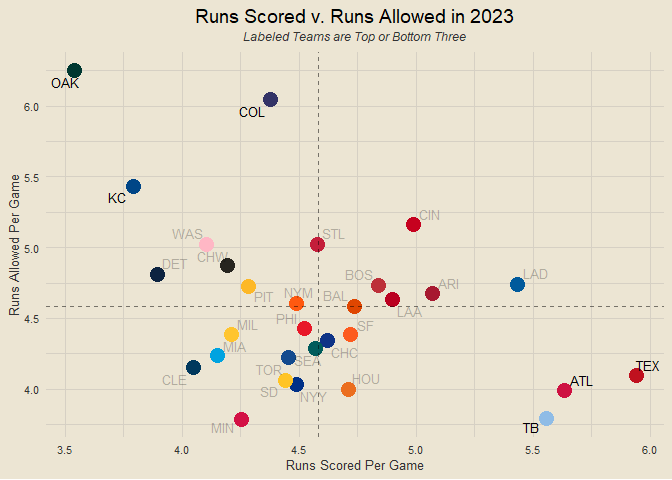 Runs Scored v. Runs Allowed in 2023
Labeled Teams are Top or Bottom Three
OAK
COL
6.0
5.5
KC
CIN
WAS
STL
5.0
CHW
DET
BOS
ARI
LAD
PIT
NYM
BAL
LAA
4.5
MIL
PHI
SF
MIA
CHC
SEA
TOR
CLE
TEX
HOU
ATL
4.0
SD
NYY
MIN
TB
Runs Allowed Per Game
3.5
4.0
4.5
5.0
5.5
6.0
Runs Scored Per Game